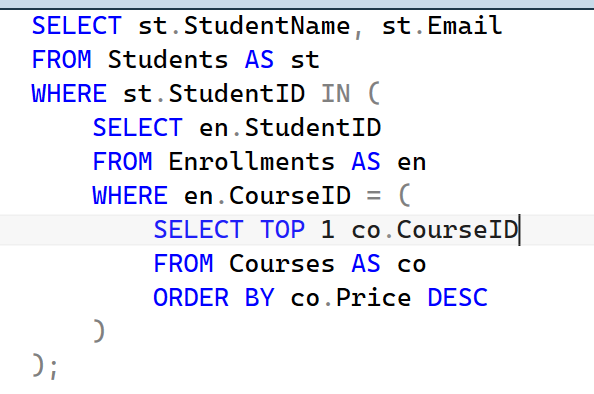 SELECT st.StudentName, st.Email
FROM Students AS st
WHERE st.StudentID IN (
    SELECT en.StudentID
    FROM Enrollments AS en
    WHERE en.CourseID = (
        SELECT TOP 1 co.CourseID
        FROM Courses AS co
        ORDER BY co.Price DESC
    )
);